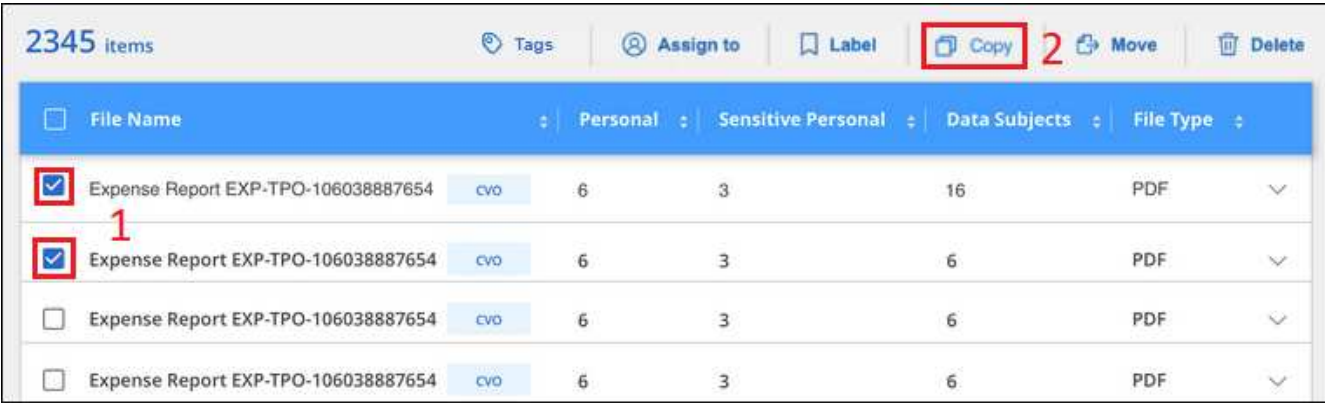 2345 items Tags Assign to Label Copy 2 Move Delete
File Name Personal Sensitive Personal Data Subjects File Type
Expense Report EXP-TPO-106038887654 CVO 6 3 16 PDF
1
Expense Report EXP-TPO-106038887654 CVO 6 3 6 PDF
Expense Report EXP-TPO-106038887654 CVO 6 3 6 PDF
Expense Report EXP-TPO-106038887654 CVO 6 3 6 PDF